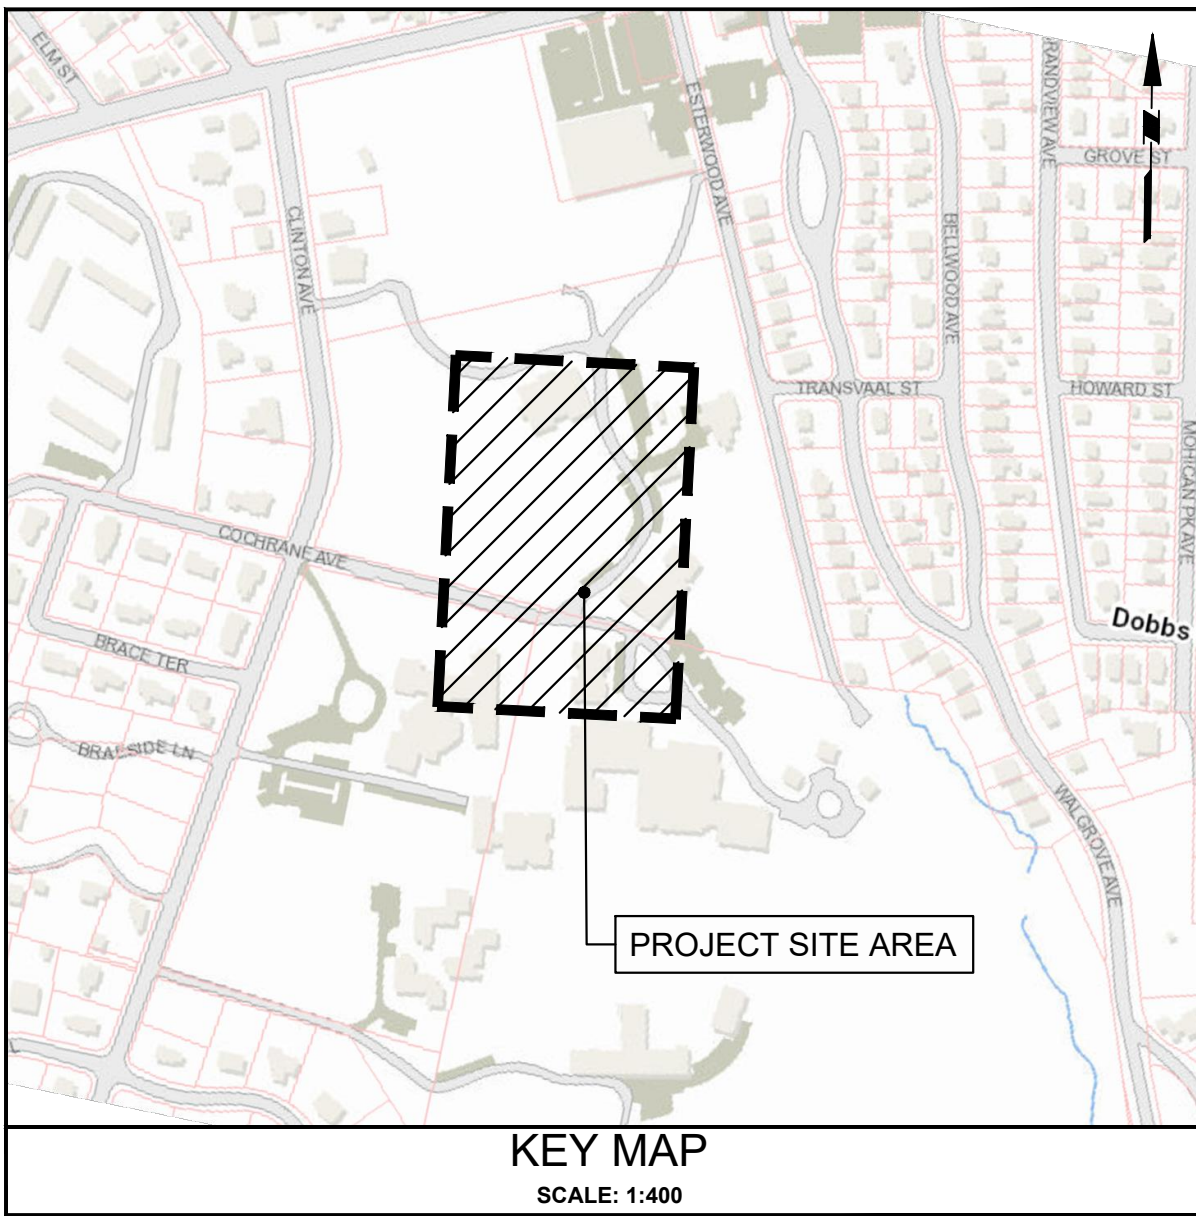 ELM ST
CLINTON AVE
ESTERWOOD AVE
BELLWOOD AVE
RANDVIEW AVE
GROVE ST
TRANSVAAL ST
HOWARD ST
MOHICAN PK AVE
COCHRANE AVE
BRACE TER
BRAESIDE LN
Dobbs
WALGROVE AVE
PROJECT SITE AREA
KEY MAP
SCALE: 1:400